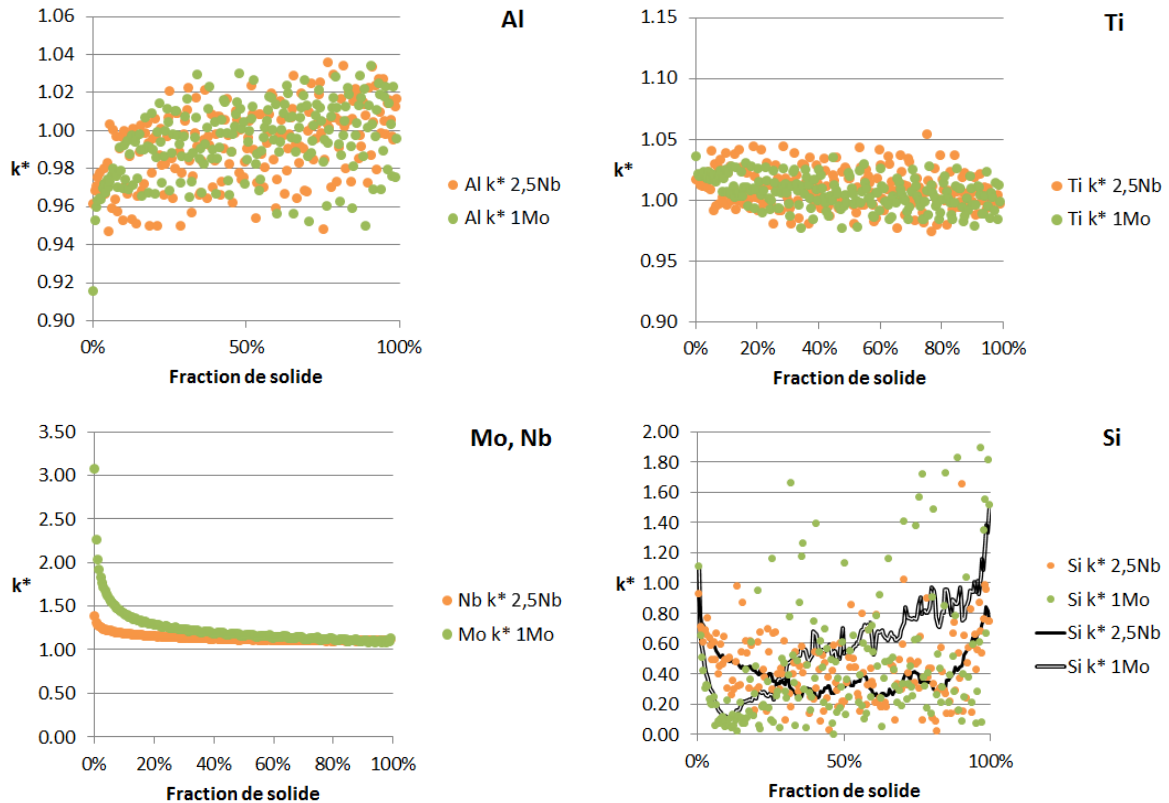 Al
1.06
1.04
1.02
1.00
0.98
0.96
0.94
0.92
0.90
k*
0% 50% 100%
Fraction de solide
Al k* 2,5Nb
Al k* 1Mo
Ti
1.15
1.10
1.05
1.00
0.95
0.90
k*
0% 20% 40% 60% 80% 100%
Fraction de solide
Ti k* 2,5Nb
Ti k* 1Mo
Mo, Nb
3.50
3.00
2.50
2.00
1.50
1.00
0.50
0.00
k*
0% 20% 40% 60% 80% 100%
Fraction de solide
Nb k* 2,5Nb
Mo k* 1Mo
Si
2.00
1.80
1.60
1.40
1.20
1.00
0.80
0.60
0.40
0.20
0.00
k*
0% 50% 100%
Fraction de solide
Si k* 2,5Nb
Si k* 1Mo
Si k* 2,5Nb
Si k* 1Mo